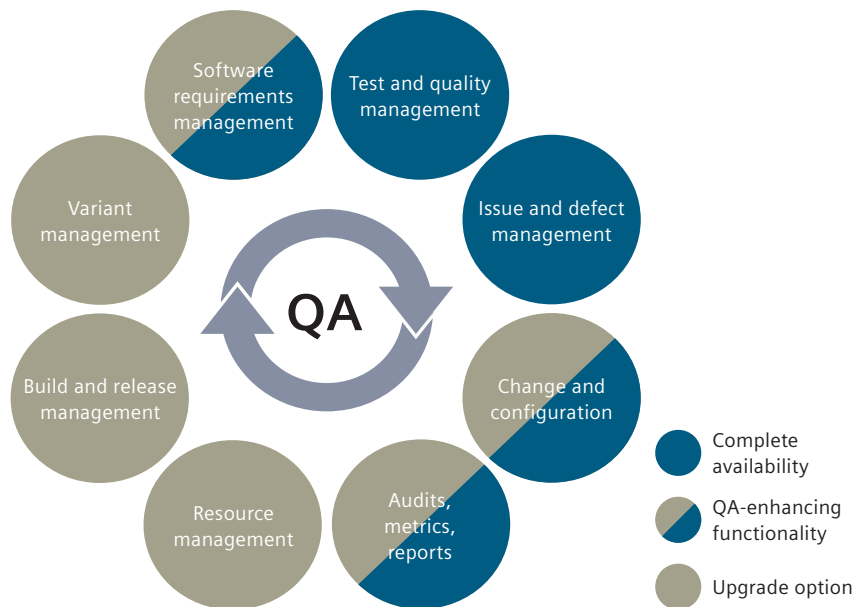 Software
requirements
management
Test and quality
management
Variant
management
Issue and defect
management
QA
Build and release
management
Change and
configuration
Resource
management
Audits,
metrics,
reports
Complete
availability
QA-enhancing
functionality
Upgrade option